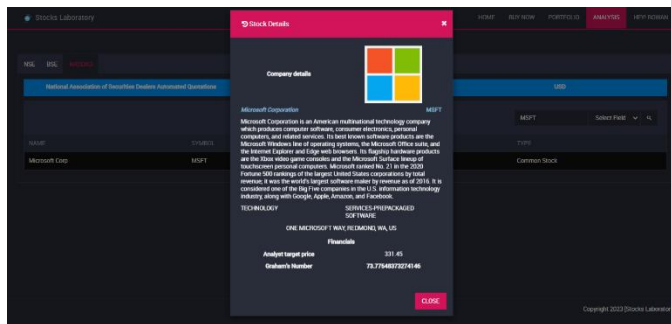 Stocks Laboratory
HOME BUY NOW PORTFOLIO ANALYSIS HEY! ROWAN
Stock Details
×
NSE BSE NASDAQ
National Association of Securities Dealers Automated Quotations
USD
MSFT Select Field
NAME SYMBOL TYPE
Microsoft Corp MSFT Common Stock
Company details
Microsoft Corporation MSFT
Microsoft Corporation is an American multinational technology company
which produces computer software, consumer electronics, personal
computers, and related services. Its best known software products are the
Microsoft Windows line of operating systems, the Microsoft Office suite, and
the Internet Explorer and Edge web browsers. Its flagship hardware products
are the Xbox video game consoles and the Microsoft Surface lineup of
touchscreen personal computers. Microsoft ranked No. 21 in the 2020
Fortune 500 rankings of the largest United States corporations by total
revenue; it was the world's largest software maker by revenue as of 2016. It is
considered one of the Big Five companies in the U.S. information technology
industry, along with Google, Apple, Amazon, and Facebook.
TECHNOLOGY SERVICES-PREPACKAGED
SOFTWARE
ONE MICROSOFT WAY, REDMOND, WA, US
Financials
Analyst target price 331.45
Graham's Number 73.77648373274146
CLOSE
Copyright 2023 [Stocks Laborator